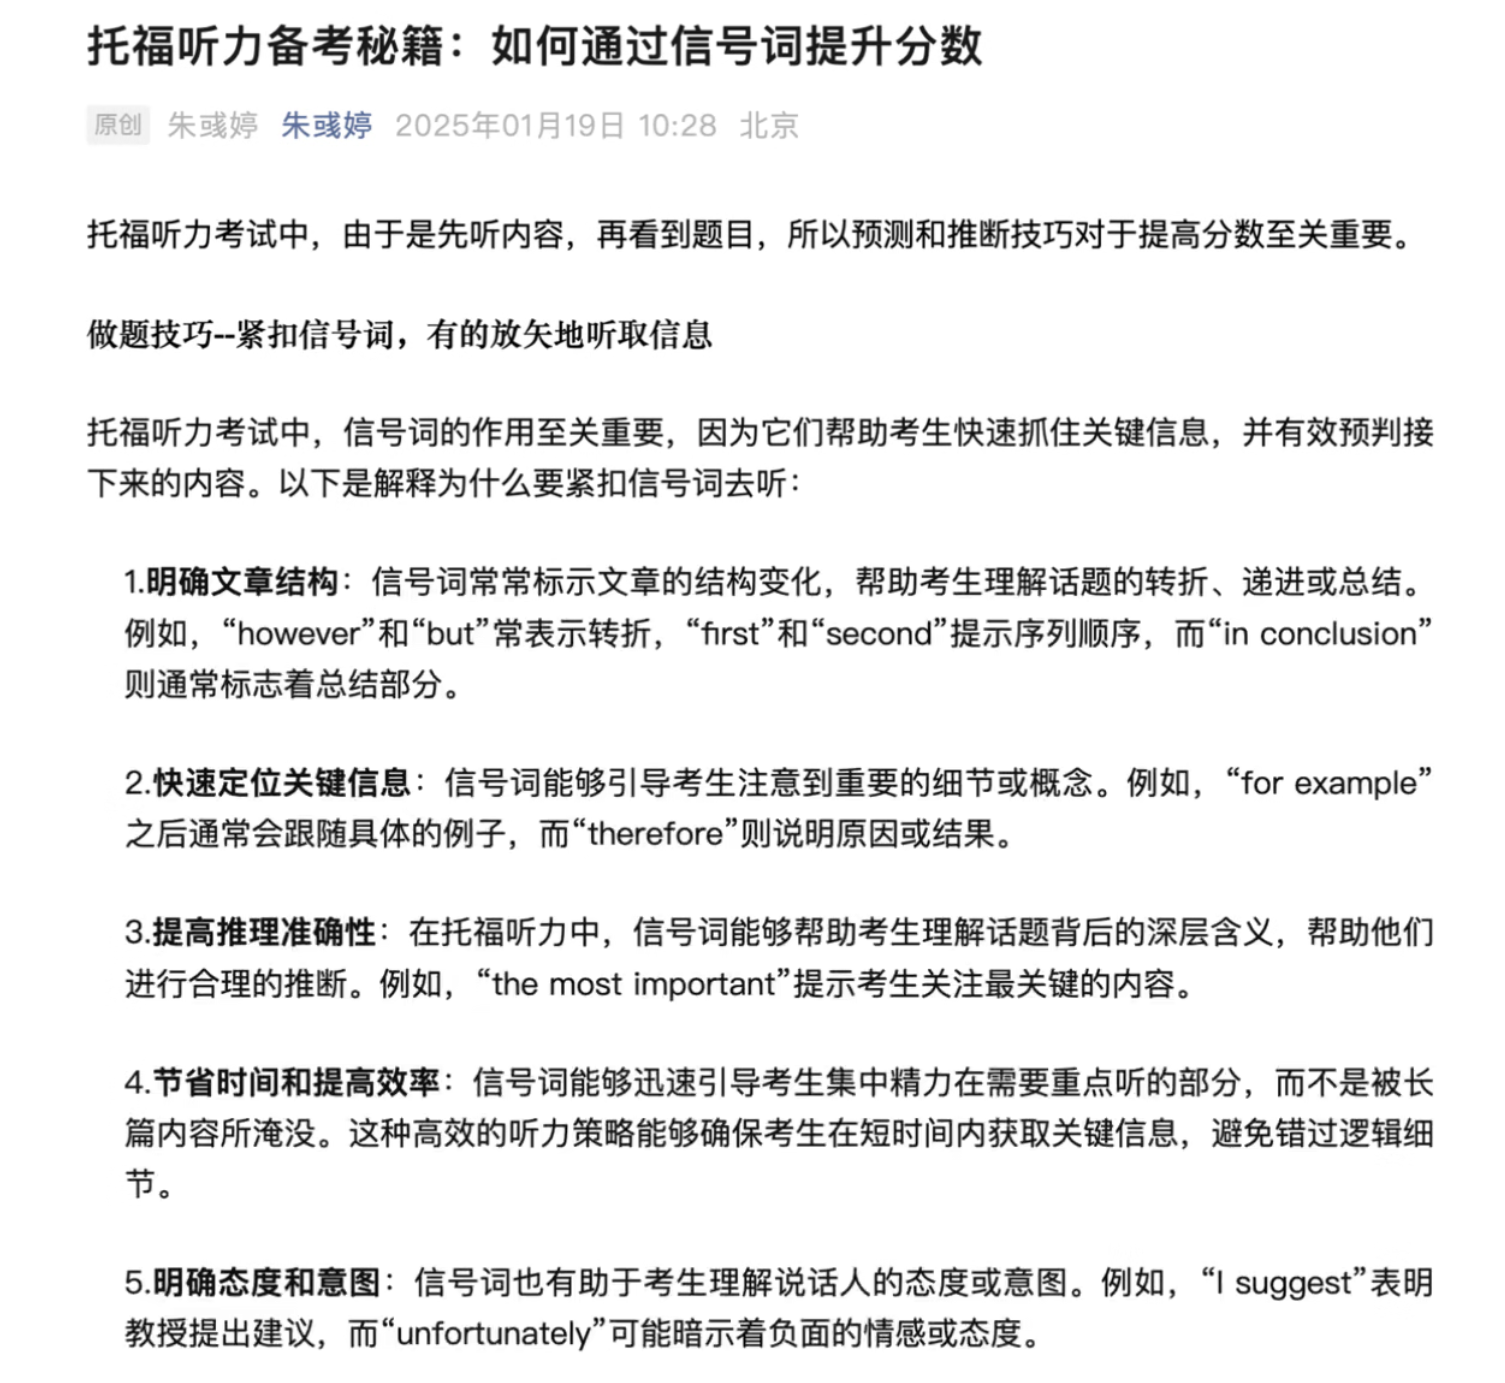 托福听力备考秘籍：如何通过信号词提升分数
原创 朱彧婷 朱彧婷 2025年01月19日 10:28 北京
托福听力考试中，由于是先听内容，再看到题目，所以预测和推断技巧对于提高分数至关重要。
做题技巧--紧扣信号词，有的放矢地听取信息
托福听力考试中，信号词的作用至关重要，因为它们帮助考生快速抓住关键信息，并有效预判接
下来的内容。以下是解释为什么要紧扣信号词去听：
1.明确文章结构：信号词常常标示文章的结构变化，帮助考生理解话题的转折、递进或总结。
例如，“however”和“but”常表示转折，“first”和“second”提示序列顺序，而“in conclusion”
则通常标志着总结部分。
2.快速定位关键信息：信号词能够引导考生注意到重要的细节或概念。例如，“for example”
之后通常会跟随具体的例子，而“therefore”则说明原因或结果。
3.提高推理准确性：在托福听力中，信号词能够帮助考生理解话题背后的深层含义，帮助他们
进行合理的推断。例如，“the most important”提示考生关注最关键的内容。
4.节省时间和提高效率：信号词能够迅速引导考生集中精力在需要重点听的部分，而不是被长
篇内容所淹没。这种高效的听力策略能够确保考生在短时间内获取关键信息，避免错过逻辑细
节。
5.明确态度和意图：信号词也有助于考生理解说话人的态度或意图。例如，“I suggest”表明
教授提出建议，而“unfortunately”可能暗示着负面的情感或态度。